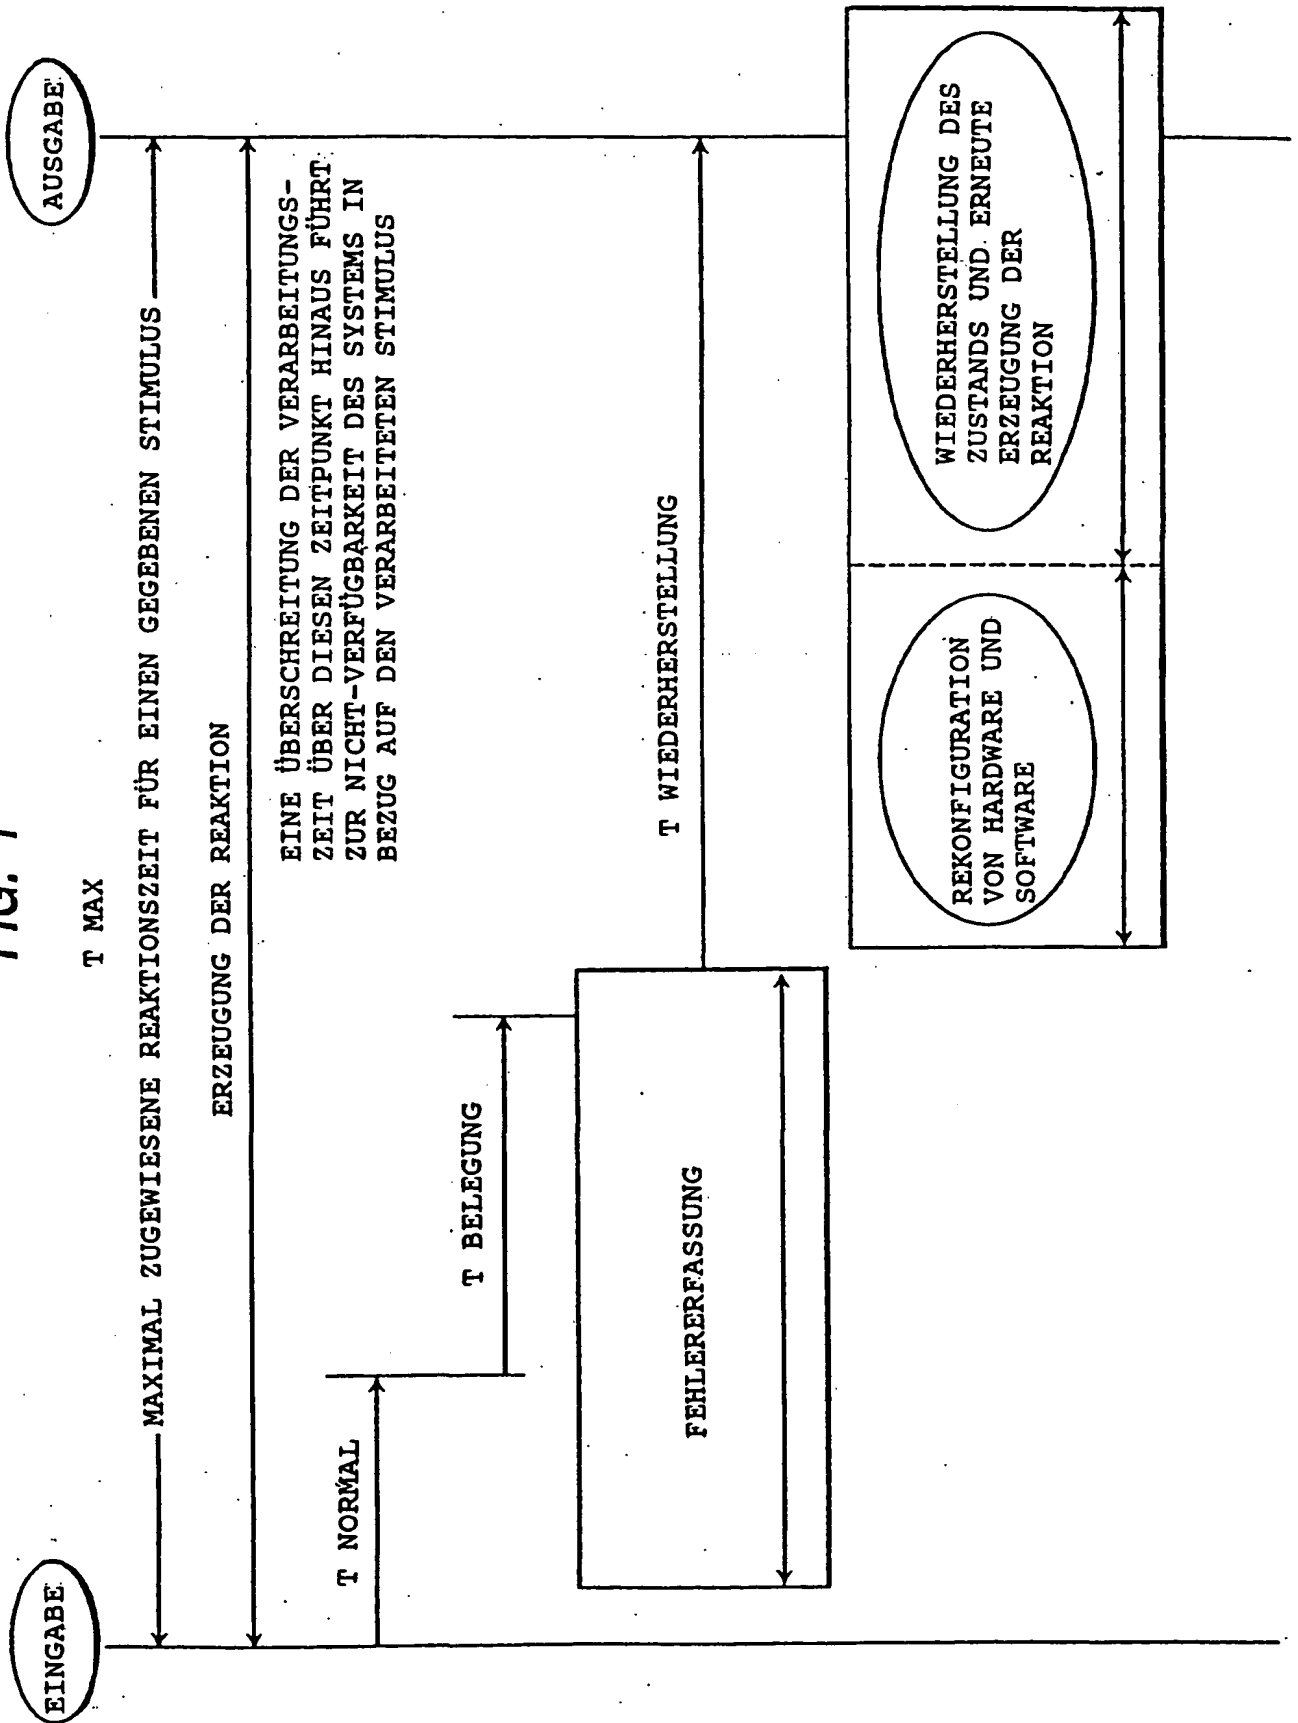 FIG. 1
EINGABE
AUSGABE
T MAX
MAXIMAL ZUGEWIESENE REAKTIONSZEIT FÜR EINEN GEGEBENEN STIMULUS
ERZEUGUNG DER REAKTION
EINE ÜBERSCHREITUNG DER VERARBEITUNGS-
ZEIT ÜBER DIESEN ZEITPUNKT HINAUS FÜHRT
ZUR NICHT-VERFÜGBARKEIT DES SYSTEMS IN
BEZUG AUF DEN VERARBEITETEN STIMULUS
T NORMAL
T BELEGUNG
FEHLERERFASSUNG
T WIEDERHERSTELLUNG
REKONFIGURATION
VON HARDWARE UND
SOFTWARE
WIEDERHERSTELLUNG DES
ZUSTANDS UND ERNEUTE
ERZEUGUNG DER
REAKTION